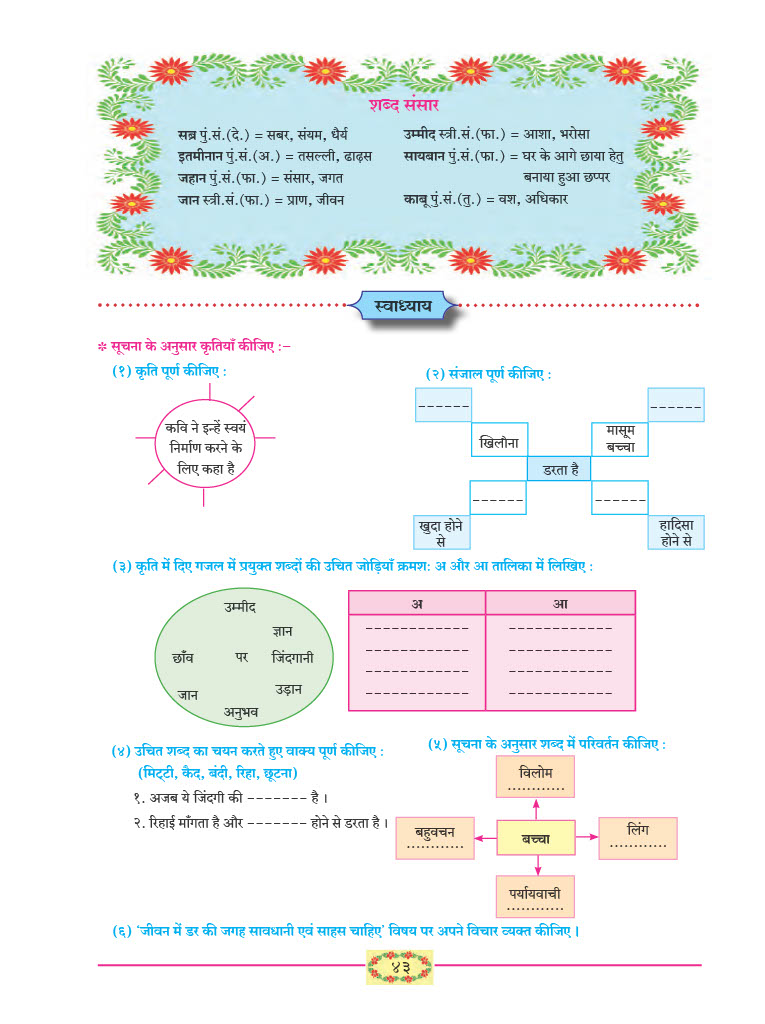 शब्द संसार
सब्र पुं.सं.(दे.) = सबर, संयम, धैर्य
इतमीनान पुं.सं.(अ.) = तसल्ली, ढाढ़स
जहान पुं.सं.(फा.) = संसार, जगत
जान स्त्री.सं.(फा.) = प्राण, जीवन
उम्मीद स्त्री.सं.(फा.) = आशा, भरोसा
सायबान पुं.सं.(फा.) = घर के आगे छाया हेतु
बनाया हुआ छप्पर
काबू पुं.सं.(तु.) = वश, अधिकार
स्वाध्याय
* सूचना के अनुसार कृतियाँ कीजिए :–
(१) कृति पूर्ण कीजिए :
कवि ने इन्हें स्वयं
निर्माण करने के
लिए कहा है
(२) संजाल पूर्ण कीजिए :
------
------
खिलौना
मासूम
बच्चा
डरता है
------
------
खुदा होने
से
हादिसा
होने से
(३) कृति में दिए गजल में प्रयुक्त शब्दों की उचित जोड़ियाँ क्रमश: अ और आ तालिका में लिखिए :
उम्मीद
ज्ञान
छाँव पर जिंदगानी
जान उड़ान
अनुभव
अ आ
------------ ------------
------------ ------------
------------ ------------
------------ ------------
(४) उचित शब्द का चयन करते हुए वाक्य पूर्ण कीजिए :
(मिट्टी, कैद, बंदी, रिहा, छूटना)
१. अजब ये जिंदगी की ------- है ।
२. रिहाई माँगता है और ------- होने से डरता है ।
(५) सूचना के अनुसार शब्द में परिवर्तन कीजिए :
विलोम
............
बहुवचन
............
बच्चा
लिंग
............
पर्यायवाची
............
(६) ‘जीवन में डर की जगह सावधानी एवं साहस चाहिए’ विषय पर अपने विचार व्यक्त कीजिए ।
४३